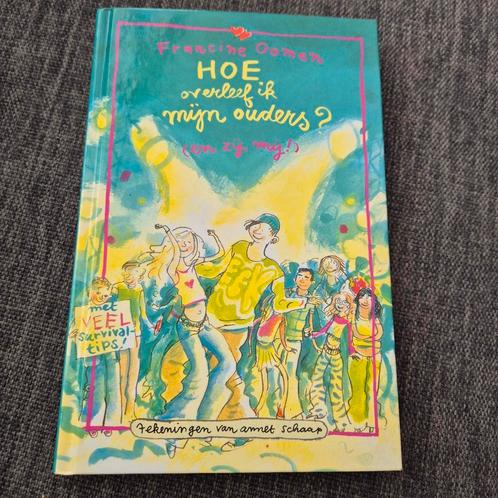 Francine Oomen
HOE
overleef ik
mijn ouders?
(en zij mij!)
met
VEEL
survival-
tips!
tekeningen van annet schaap